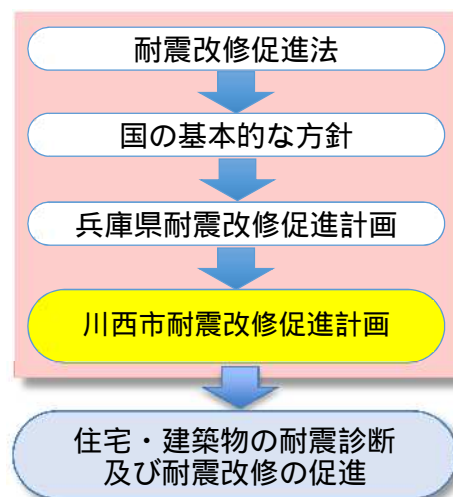 耐震改修促進法
国の基本的な方針
兵庫県耐震改修促進計画
川西市耐震改修促進計画
住宅・建築物の耐震診断
及び耐震改修の促進